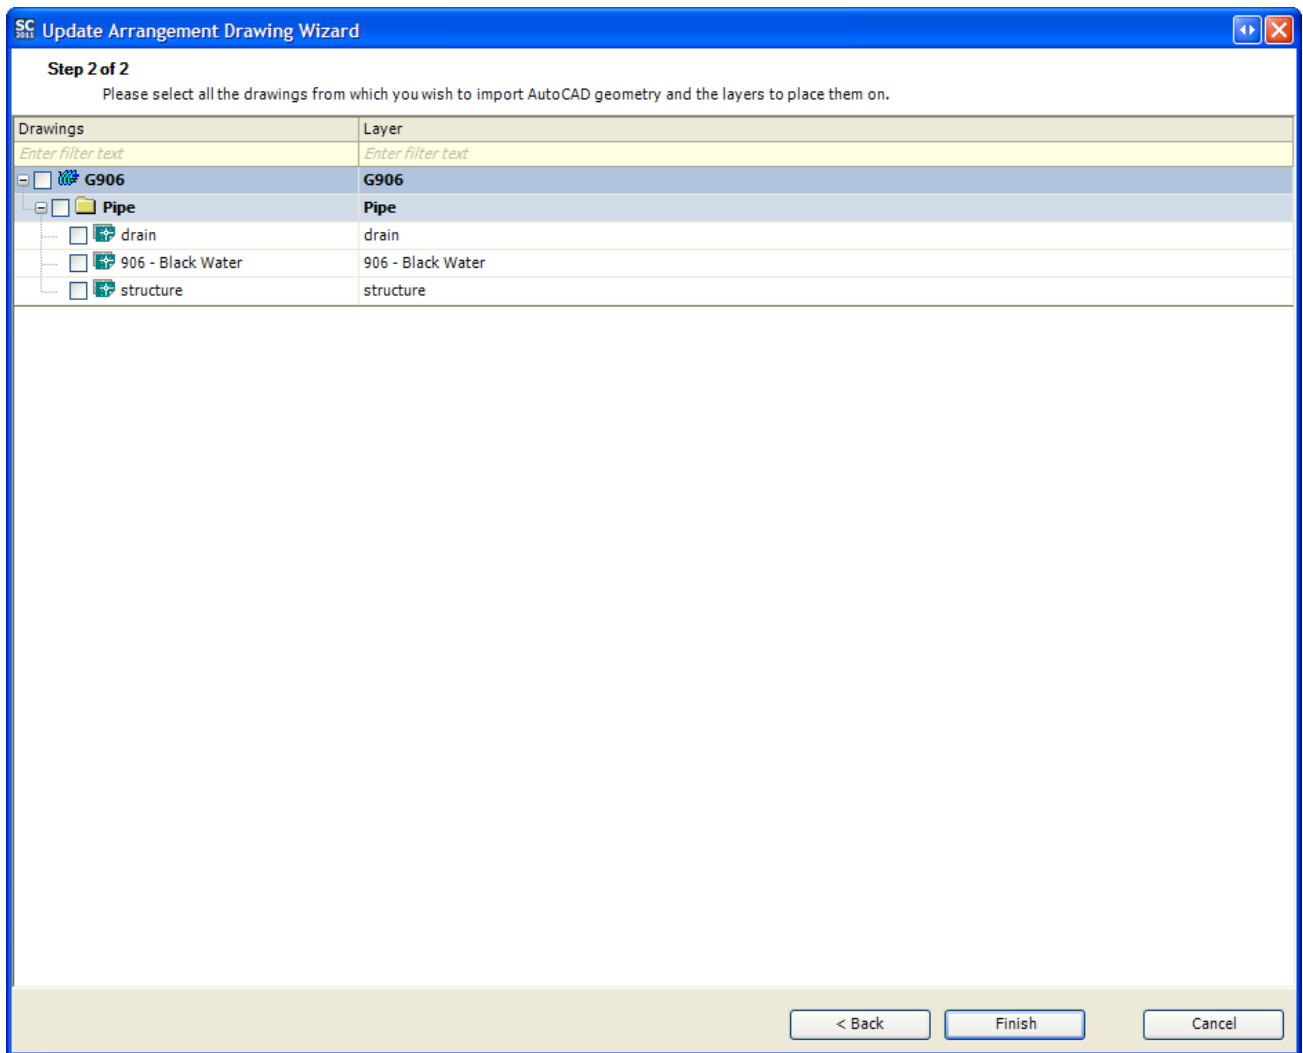 SC 2011 Update Arrangement Drawing Wizard
Step 2 of 2
Please select all the drawings from which you wish to import AutoCAD geometry and the layers to place them on.
Drawings Layer
Enter filter text Enter filter text
G906 G906
Pipe Pipe
drain drain
906 - Black Water 906 - Black Water
structure structure
< Back Finish Cancel